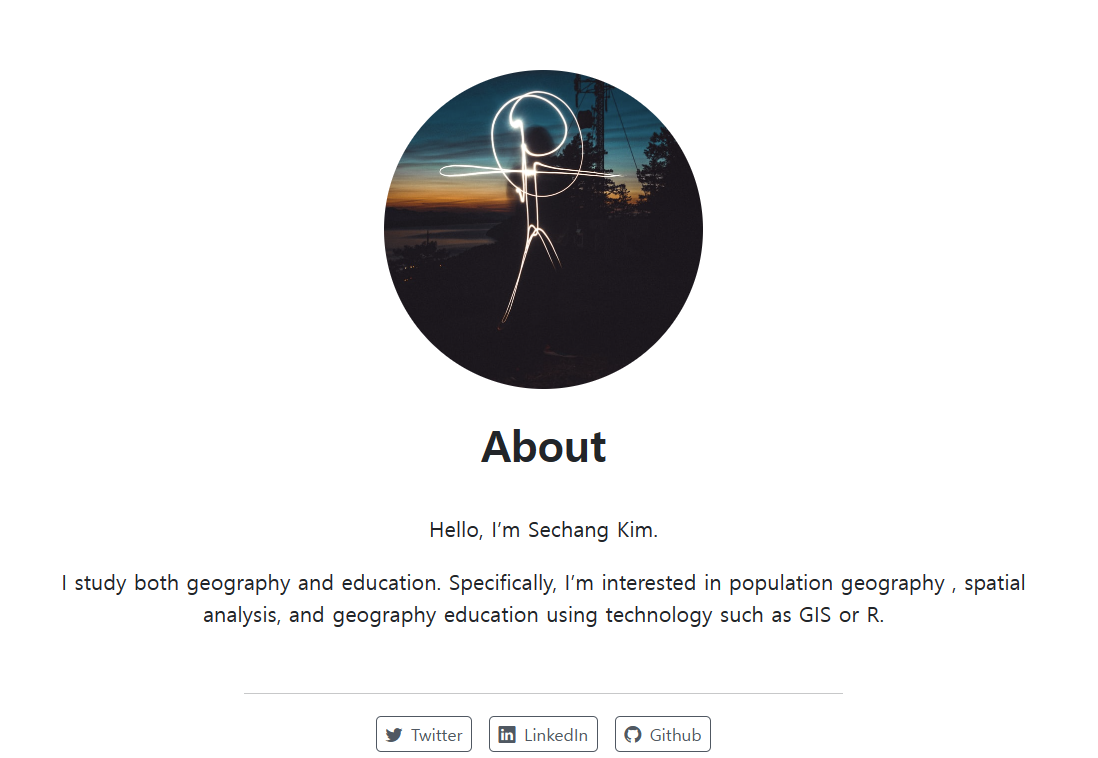 About
Hello, I’m Sechang Kim.
I study both geography and education. Specifically, I’m interested in population geography , spatial
analysis, and geography education using technology such as GIS or R.
Twitter
LinkedIn
Github